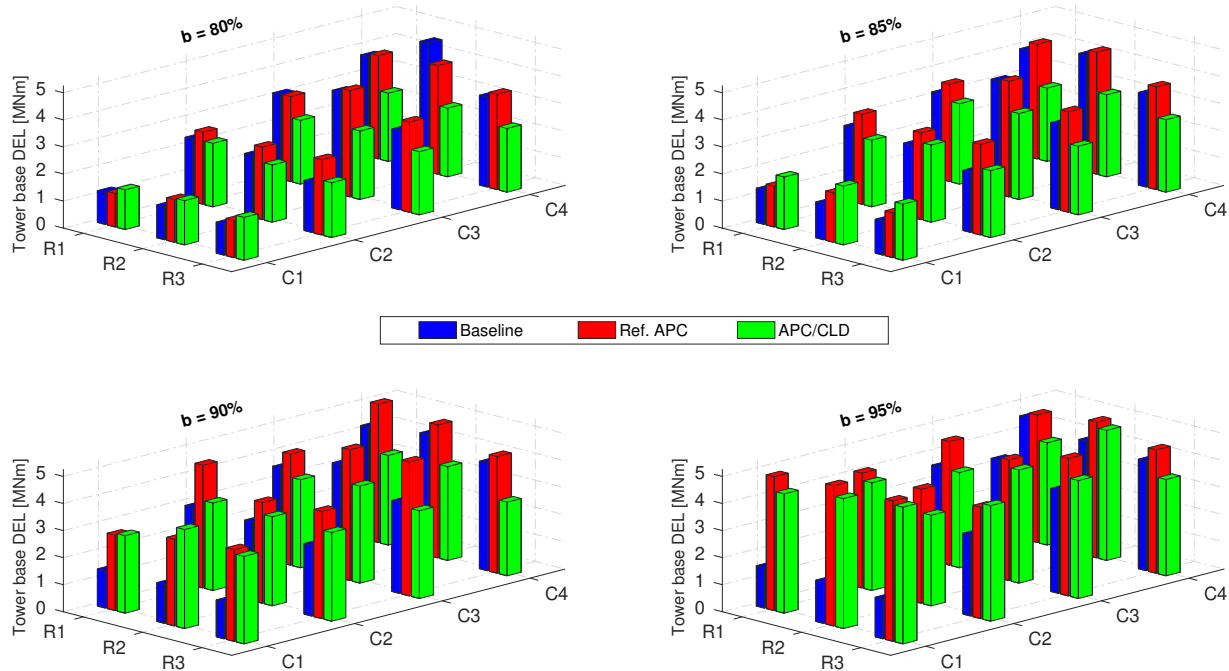 b = 80%
Tower base DEL [MNm]
5
4
3
2
1
0
R1
R2
R3
C1
C2
C3
C4
b = 85%
Tower base DEL [MNm]
5
4
3
2
1
0
R1
R2
R3
C1
C2
C3
C4
Baseline Ref. APC APC/CLD
b = 90%
Tower base DEL [MNm]
5
4
3
2
1
0
R1
R2
R3
C1
C2
C3
C4
b = 95%
Tower base DEL [MNm]
5
4
3
2
1
0
R1
R2
R3
C1
C2
C3
C4